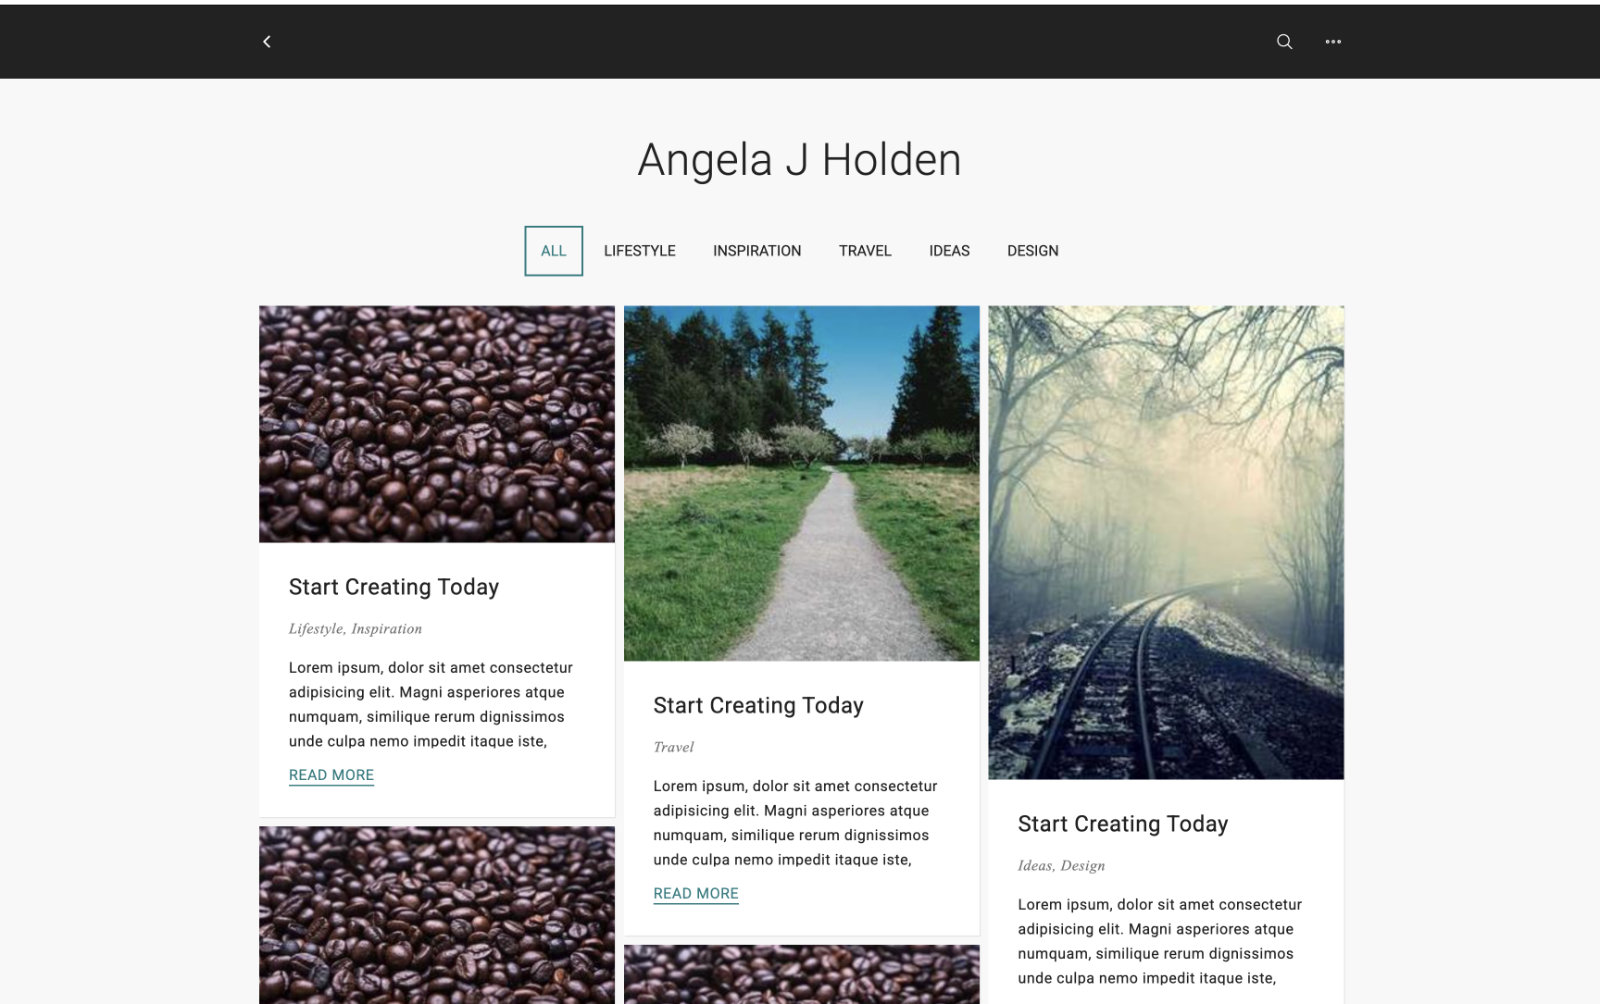 Angela J Holden
ALL LIFESTYLE INSPIRATION TRAVEL IDEAS DESIGN
Start Creating Today
Lifestyle, Inspiration
Lorem ipsum, dolor sit amet consectetur
adipisicing elit. Magni asperiores atque
numquam, similique rerum dignissimos
unde culpa nemo impedit itaque iste,
READ MORE
Start Creating Today
Travel
Lorem ipsum, dolor sit amet consectetur
adipisicing elit. Magni asperiores atque
numquam, similique rerum dignissimos
unde culpa nemo impedit itaque iste,
READ MORE
Start Creating Today
Ideas, Design
Lorem ipsum, dolor sit amet consectetur
adipisicing elit. Magni asperiores atque
numquam, similique rerum dignissimos
unde culpa nemo impedit itaque iste,